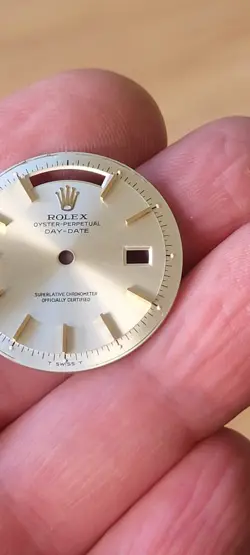 ROLEX
OYSTER-PERPETUAL
DAY-DATE
SUPERLATIVE CHRONOMETER
OFFICIALLY CERTIFIED
T SWISS T